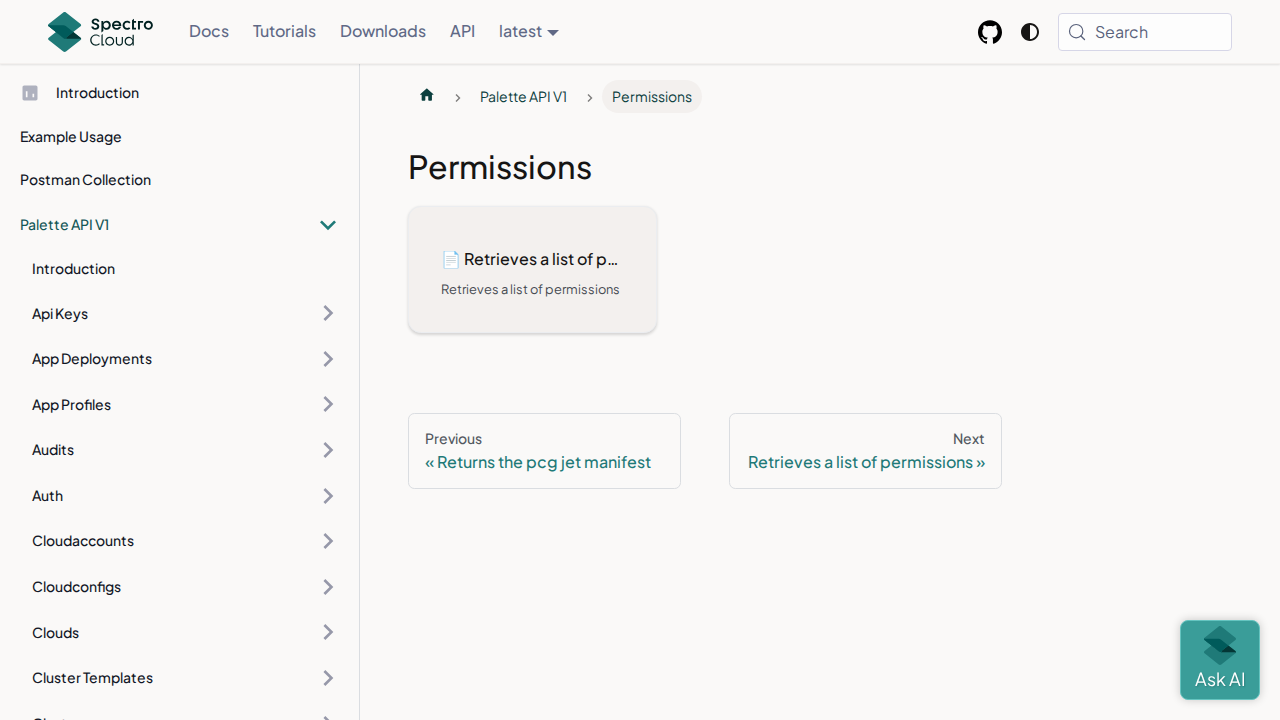 Spectro
Cloud
Docs
Tutorials
Downloads
API
latest
Search
Introduction
Example Usage
Postman Collection
Palette API V1
Introduction
Api Keys
App Deployments
App Profiles
Audits
Auth
Cloudaccounts
Cloudconfigs
Clouds
Cluster Templates
Palette API V1
Permissions
Permissions
Retrieves a list of p...
Retrieves a list of permissions
Previous
« Returns the pcg jet manifest
Next
Retrieves a list of permissions »
Ask AI